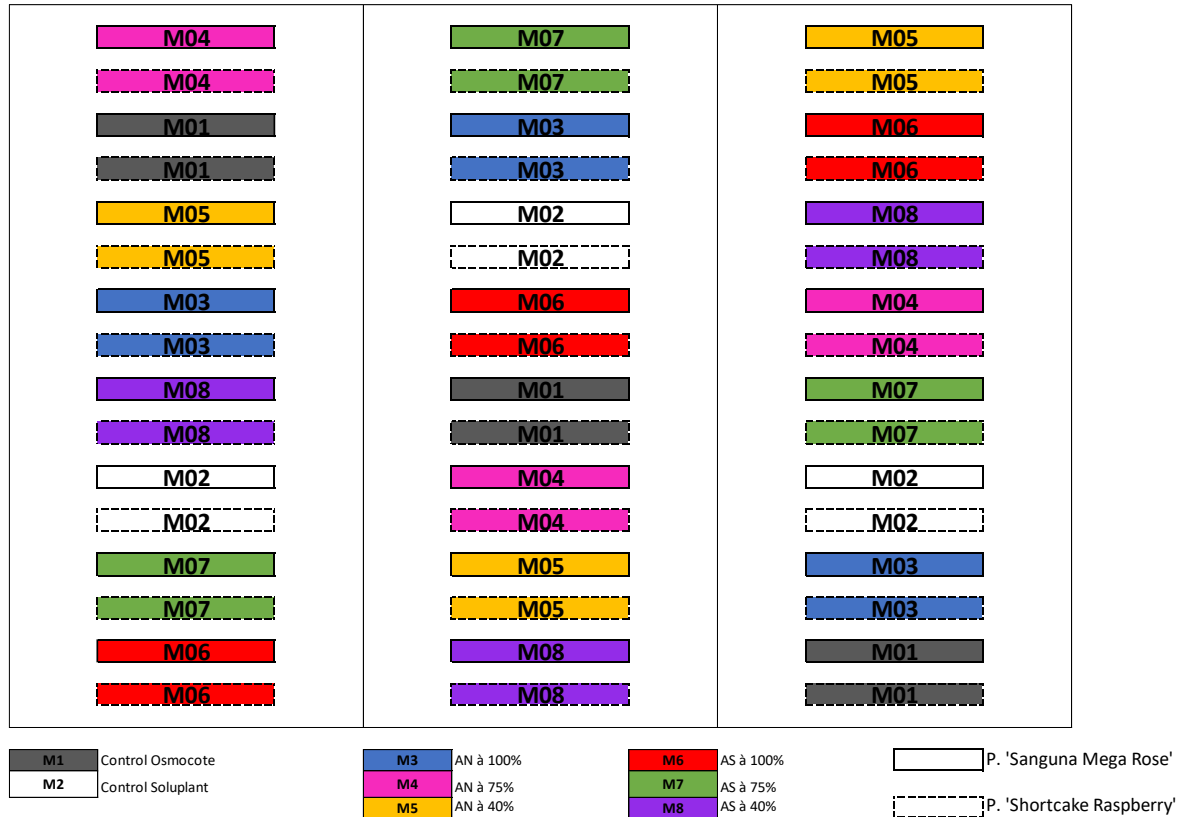 M04 M07 M05
M04 M07 M05
M01 M03 M06
M01 M03 M06
M05 M02 M08
M05 M02 M08
M03 M06 M04
M03 M06 M04
M08 M01 M07
M08 M01 M07
M02 M04 M02
M02 M04 M02
M07 M05 M03
M07 M05 M03
M06 M08 M01
M06 M08 M01
M1 Control Osmocote M3 AN à 100% M6 AS à 100% P. 'Sanguna Mega Rose'
M2 Control Soluplant M4 AN à 75% M7 AS à 75%
M5 AN à 40% M8 AS à 40% P. 'Shortcake Raspberry'